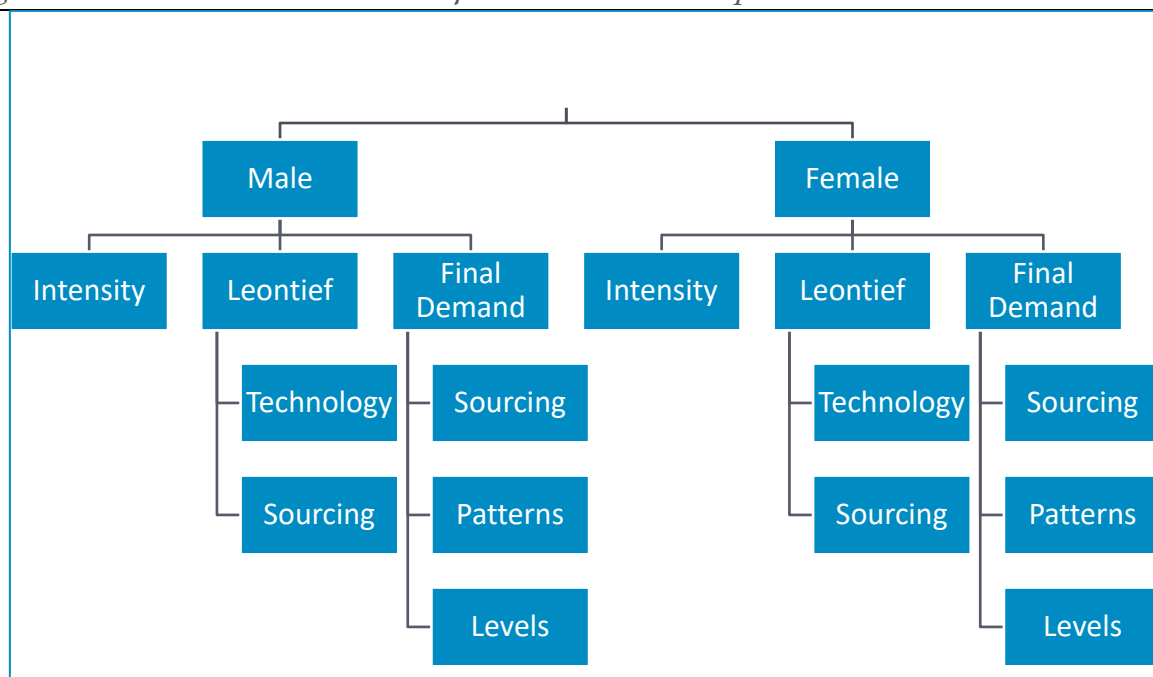 Male
Female
Intensity
Leontief
Final
Demand
Intensity
Leontief
Final
Demand
Technology
Sourcing
Technology
Sourcing
Sourcing
Patterns
Sourcing
Patterns
Levels
Levels